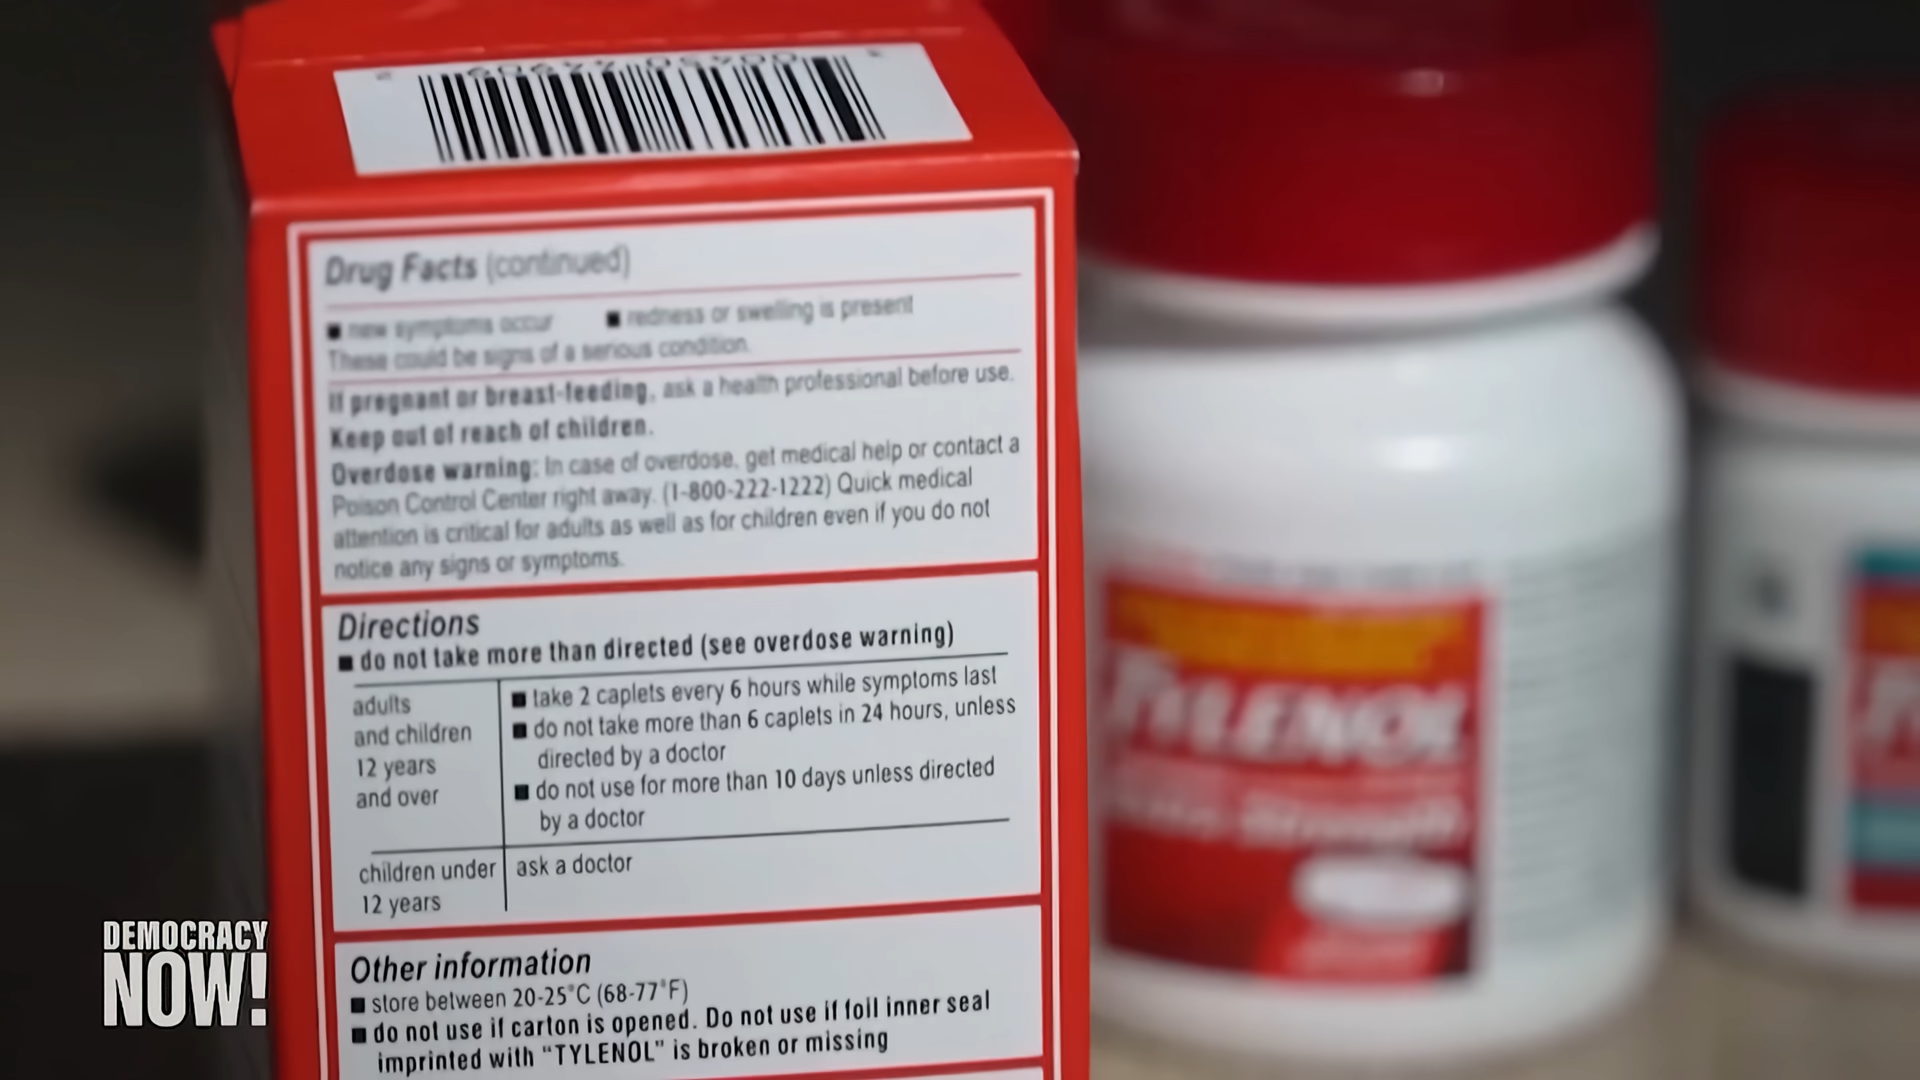 Drug Facts (continued)
■ new symptoms occur ■ redness or swelling is present
These could be signs of a serious condition.
If pregnant or breast-feeding, ask a health professional before use.
Keep out of reach of children.
Overdose warning: In case of overdose, get medical help or contact a
Poison Control Center right away. (1-800-222-1222) Quick medical
attention is critical for adults as well as for children even if you do not
notice any signs or symptoms.
Directions
■ do not take more than directed (see overdose warning)
adults
and children
12 years
and over
■ take 2 caplets every 6 hours while symptoms last
■ do not take more than 6 caplets in 24 hours, unless
directed by a doctor
■ do not use for more than 10 days unless directed
by a doctor
children under
12 years
ask a doctor
Other information
■ store between 20-25°C (68-77°F)
■ do not use if carton is opened. Do not use if foil inner seal
imprinted with “TYLENOL” is broken or missing
TYLENOL
Extra Strength
DEMOCRACY
NOW!